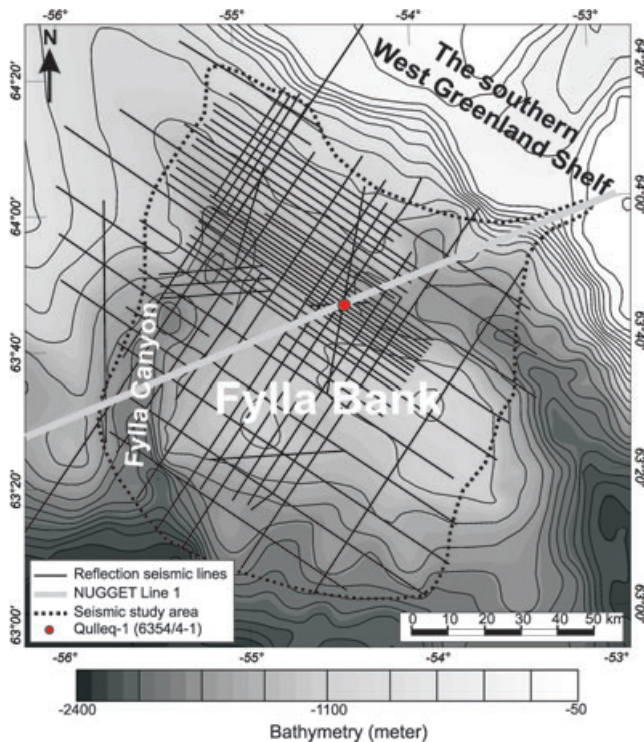 -56°
-55°
-54°
-53°
N
64°20'
64°00'
63°40'
63°20'
63°00'
64°20'
64°00'
63°40'
63°20'
63°00'
The southern
West Greenland Shelf
Fylla Canyon
Fylla Bank
Reflection seismic lines
NUGGET Line 1
Seismic study area
Qulleq-1 (6354/4-1)
0 10 20 30 40 50 km
-56°
-55°
-54°
-53°
-2400
-1100
-50
Bathymetry (meter)